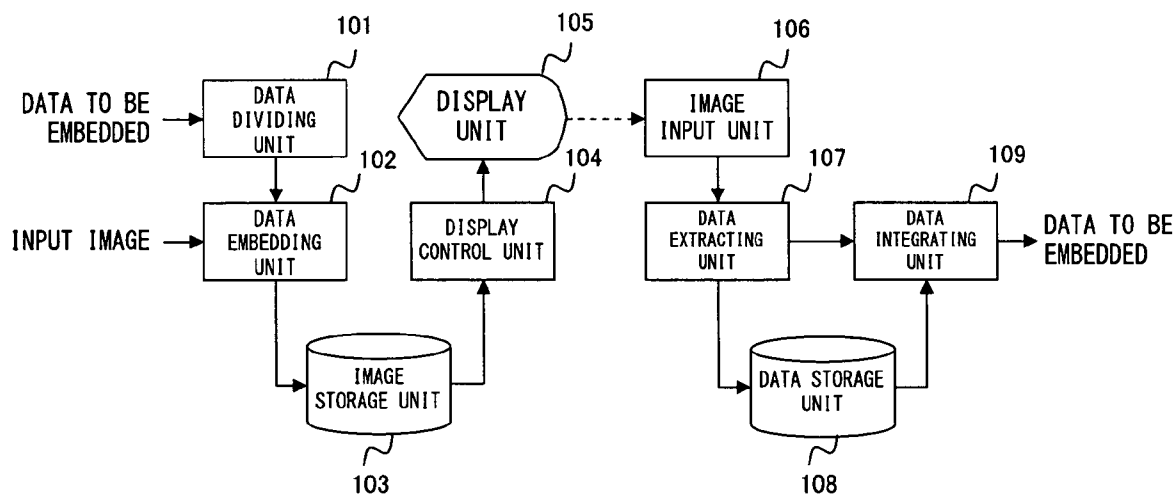 101
DATA TO BE
EMBEDDED
DATA
DIVIDING
UNIT
102
INPUT IMAGE
DATA
EMBEDDING
UNIT
IMAGE
STORAGE UNIT
103
105
DISPLAY
UNIT
104
DISPLAY
CONTROL UNIT
106
IMAGE
INPUT UNIT
107
DATA
EXTRACTING
UNIT
109
DATA
INTEGRATING
UNIT
DATA TO BE
EMBEDDED
DATA STORAGE
UNIT
108